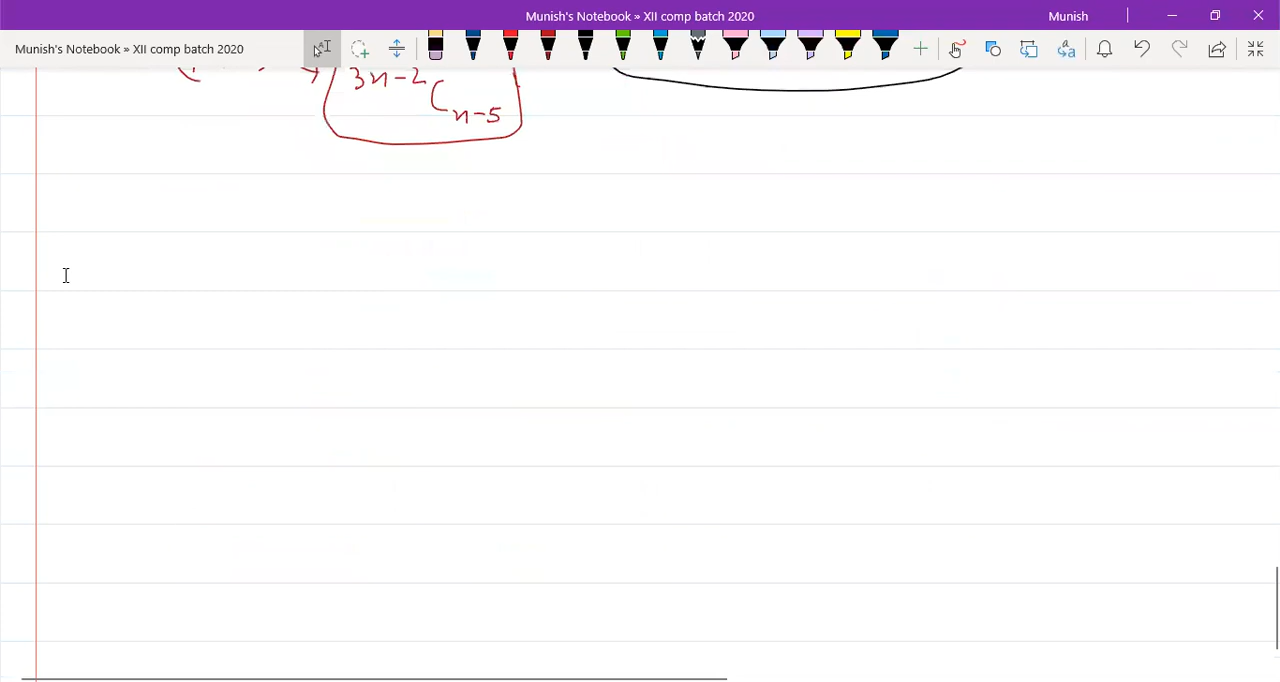 Munish's Notebook » XII comp batch 2020
Munish
Munish's Notebook » XII comp batch 2020
3n-2
C
n-5